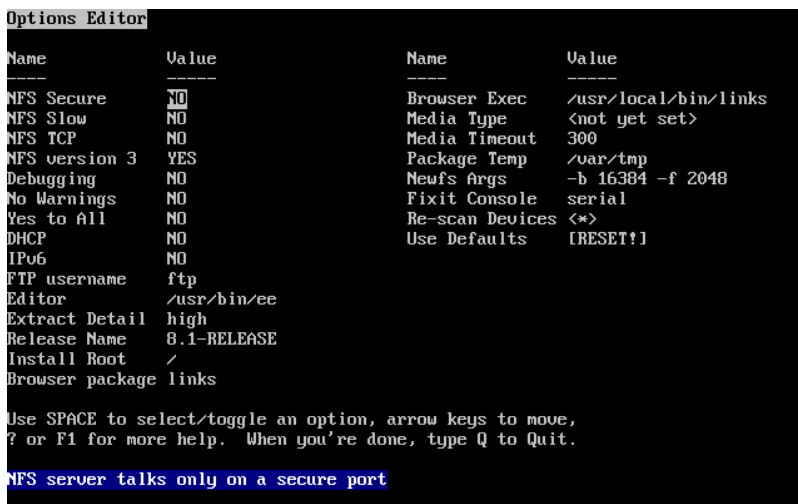 Options Editor
Name Value Name Value
---- ----- ---- -----
NFS Secure NO Browser Exec /usr/local/bin/links
NFS Slow NO Media Type <not yet set>
NFS TCP NO Media Timeout 300
NFS version 3 YES Package Temp /var/tmp
Debugging NO Newfs Args -b 16384 -f 2048
No Warnings NO Fixit Console serial
Yes to All NO Re-scan Devices <*>
DHCP NO Use Defaults [RESET!]
IPv6 NO
FTP username ftp
Editor /usr/bin/ee
Extract Detail high
Release Name 8.1-RELEASE
Install Root /
Browser package links
Use SPACE to select/toggle an option, arrow keys to move,
? or F1 for more help. When you're done, type Q to Quit.
NFS server talks only on a secure port